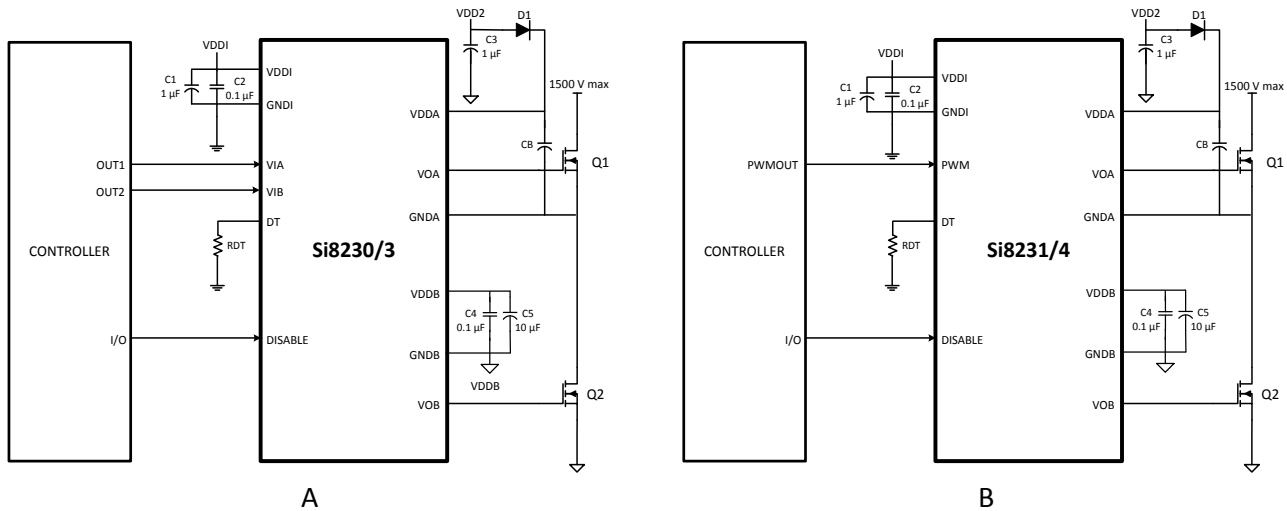 VDD2
D1
C3
1 µF
VDDI
C1
1 µF
C2
0.1 µF
VDDI
GNDI
1500 V max
VDDA
CB
Q1
OUT1
VIA
VOA
OUT2
VIB
GNDA
DT
RDT
CONTROLLER
Si8230/3
VDDB
C4
0.1 µF
C5
10 µF
I/O
DISABLE
GNDB
VDDB
Q2
VOB
A
VDD2
D1
C3
1 µF
VDDI
C1
1 µF
C2
0.1 µF
VDDI
GNDI
1500 V max
VDDA
CB
Q1
PWMOUT
PWM
VOA
GNDA
DT
RDT
CONTROLLER
Si8231/4
VDDB
C4
0.1 µF
C5
10 µF
I/O
DISABLE
GNDB
Q2
VOB
B